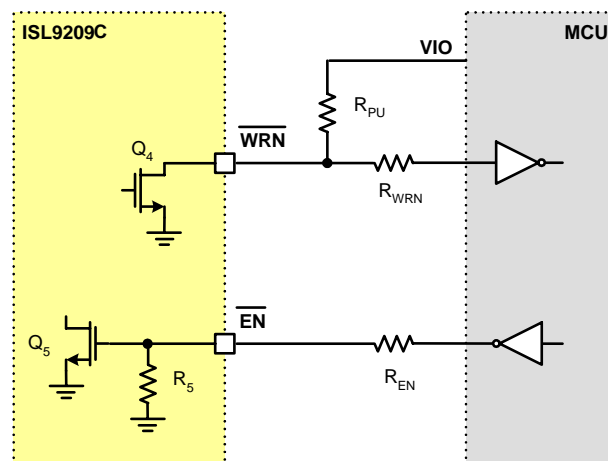 ISL9209C
VIO
MCU
R_PU
WRN
Q_4
R_WRN
EN
Q_5
R_5
R_EN